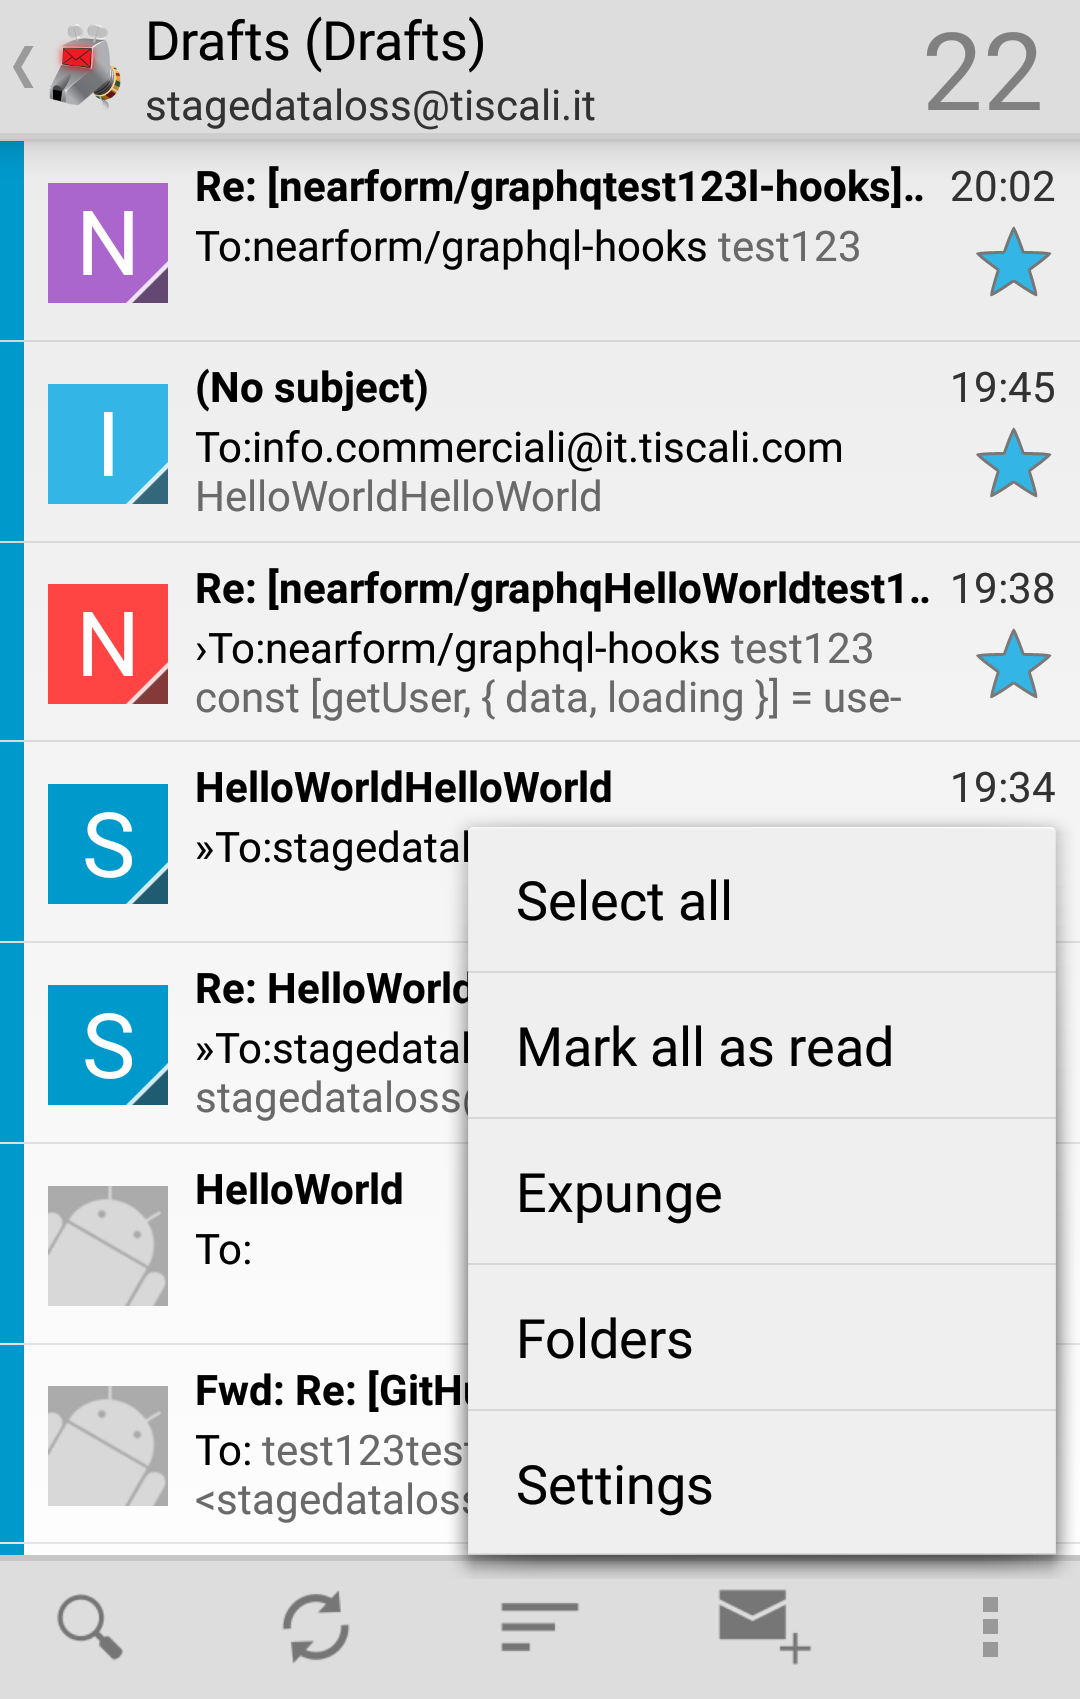 Drafts (Drafts)
22
stagedataloss@tiscali.it
Re: [nearform/graphqtest123l-hooks]..
20:02
N
To:nearform/graphql-hooks test123
(No subject)
19:45
I
To:info.commerciali@it.tiscali.com
HelloWorldHelloWorld
Re: [nearform/graphqHelloWorldtest1..
19:38
N
›To:nearform/graphql-hooks test123
const [getUser, { data, loading }] = use-
HelloWorldHelloWorld
19:34
S
»To:stagedatal
Select all
Re: HelloWorld
S
»To:stagedatal
Mark all as read
stagedataloss@
HelloWorld
Expunge
To:
Folders
Fwd: Re: [GitHu
To: test123test
Settings
<stagedataloss